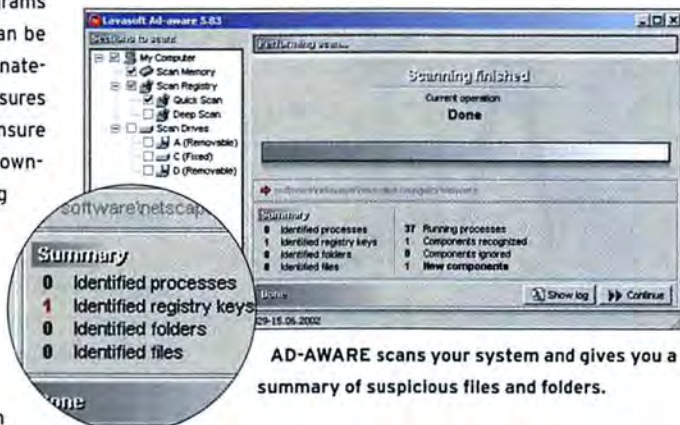 grams
an be
nate-
sures
nsure
own-
g
n
Lavasoft Ad-aware 5.83
Sections to scan
My Computer
Scan Memory
Scan Registry
Quick Scan
Deep Scan
Scan Drives
A (Removable)
C (Fixed)
D (Removable)
Performing scan...
Scanning finished
Current operation
Done
Summary
0 Identified processes
1 Identified registry keys
0 Identified folders
0 Identified files
37 Running processes
1 Components recognized
0 Components ignored
1 New components
Done
Show log
Continue
29-15.06.2002
software\netscap
Summary
0 Identified processes
1 Identified registry keys
0 Identified folders
0 Identified files
one
AD-AWARE scans your system and gives you a
summary of suspicious files and folders.